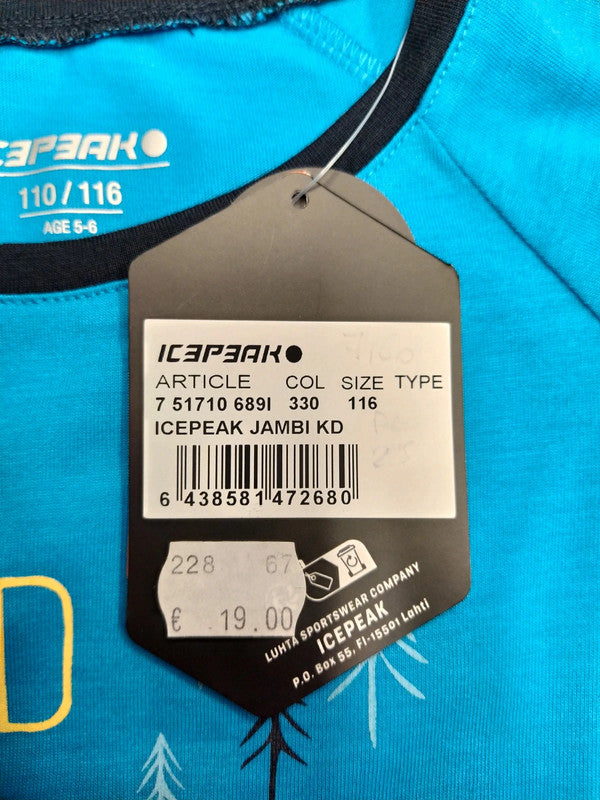 ICEPEAK
110 / 116
AGE 5-6
ICEPEAK
ARTICLE COL SIZE TYPE
7 51710 689I 330 116
ICEPEAK JAMBI KD
6 438581 472680
228 67
€ 19.00
LUHTA SPORTSWEAR COMPANY
ICEPEAK
P.O. Box 55, FI-15501 Lahti
D